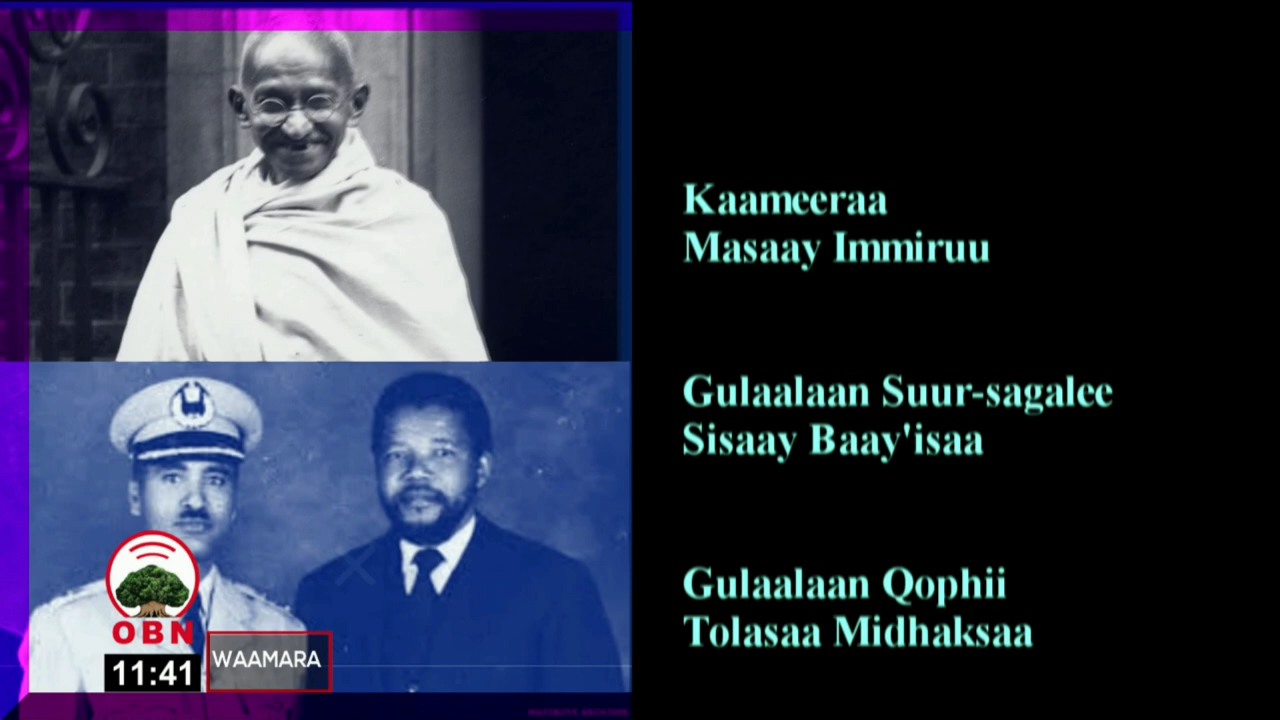 Kaameeraa
Masaay Immiruu
Gulaalaan Suur-sagalee
Sisaay Baay'isaa
Gulaalaan Qophii
Tolasaa Midhaksaa
OBN
11:41
WAAMARA